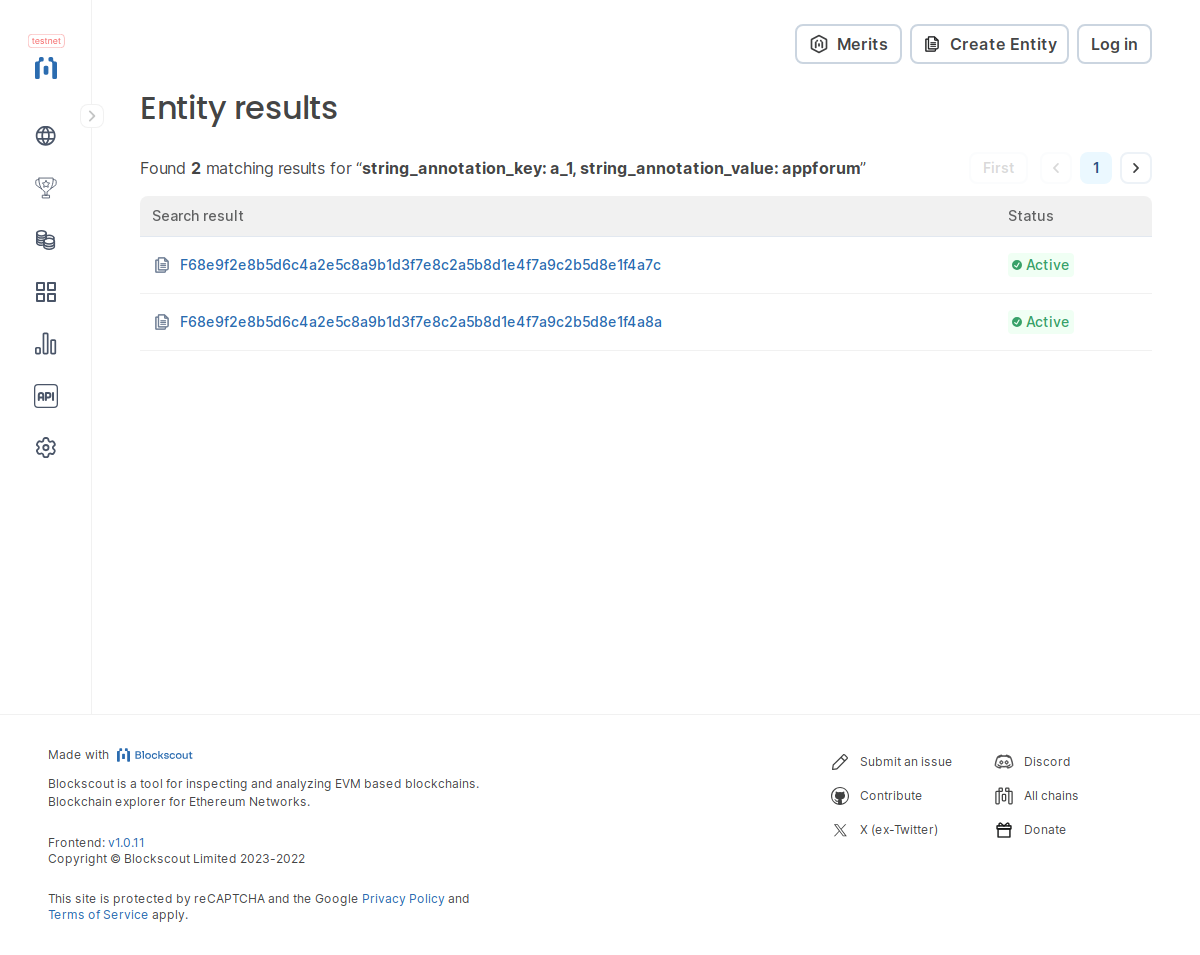 testnet
Merits
Create Entity
Log in
Entity results
Found 2 matching results for “string_annotation_key: a_1, string_annotation_value: appforum”
First
1
Search result
Status
F68e9f2e8b5d6c4a2e5c8a9b1d3f7e8c2a5b8d1e4f7a9c2b5d8e1f4a7c
Active
F68e9f2e8b5d6c4a2e5c8a9b1d3f7e8c2a5b8d1e4f7a9c2b5d8e1f4a8a
Active
API
Made with Blockscout
Blockscout is a tool for inspecting and analyzing EVM based blockchains.
Blockchain explorer for Ethereum Networks.
Frontend: v1.0.11
Copyright © Blockscout Limited 2023-2022
This site is protected by reCAPTCHA and the Google Privacy Policy and
Terms of Service apply.
Submit an issue
Discord
Contribute
All chains
X (ex-Twitter)
Donate